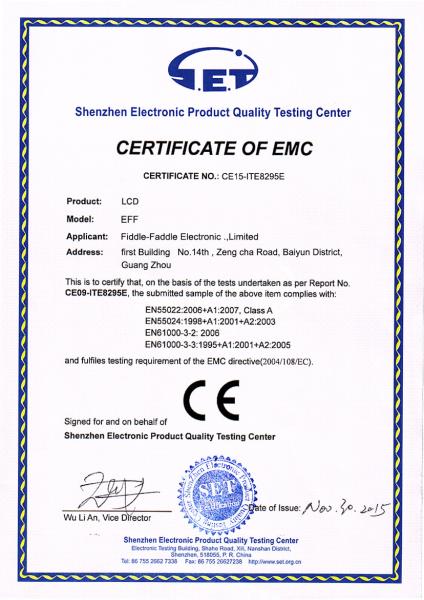 S.E.T
Shenzhen Electronic Product Quality Testing Center
CERTIFICATE OF EMC
CERTIFICATE NO.: CE15-ITE8295E
Product: LCD
Model: EFF
Applicant: Fiddle-Faddle Electronic .,Limited
Address: first Building No.14th , Zeng cha Road, Baiyun District,
Guang Zhou
This is to certify that, on the basis of the tests undertaken as per Report No.
CE09-ITE8295E, the submitted sample of the above item complies with:
EN55022:2006+A1:2007, Class A
EN55024:1998+A1:2001+A2:2003
EN61000-3-2: 2006
EN61000-3-3:1995+A1:2001+A2:2005
and fulfiles testing requirement of the EMC directive(2004/108/EC).
CE
Signed for and on behalf of
Shenzhen Electronic Product Quality Testing Center
Shenzhen Electronic Product Quality Testing
S.E.T
Wu Li An, Vice Director
Date of Issue: Nov. 30. 2015
Shenzhen Electronic Product Quality Testing Center
Electronic Testing Building, Shahe Road, Xili, Nanshan District,
Shenzhen, 518055, P. R. China
Tel: 86 755 2662 7338 Fax: 86 755 26627238 http://www.set.org.cn